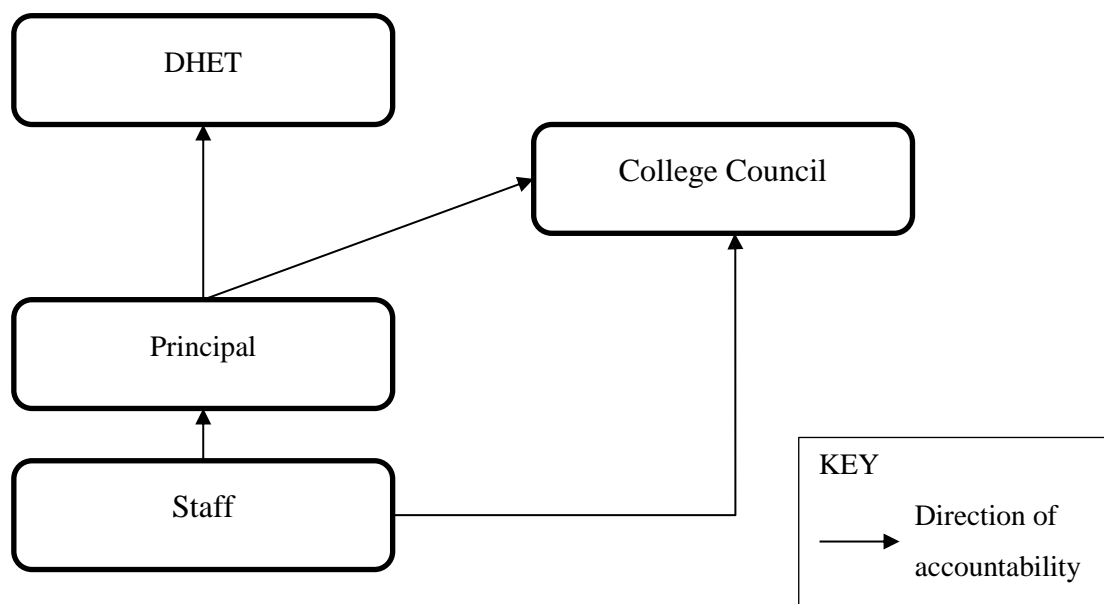 DHET
College Council
Principal
Staff
KEY
Direction of
accountability